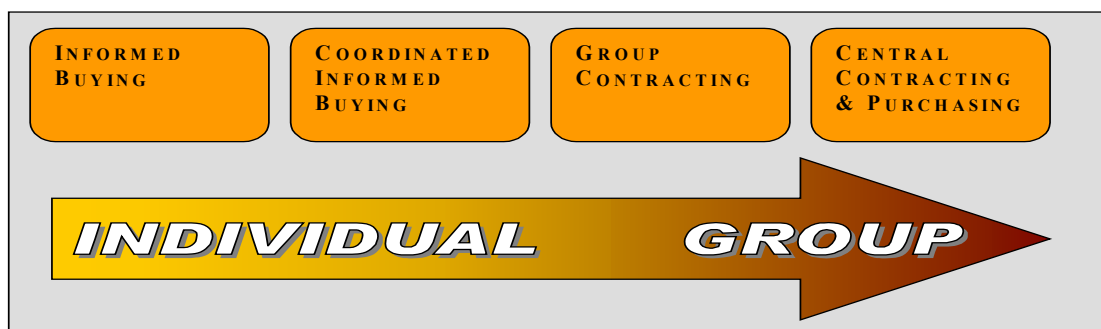 INFORMED
BUYING
COORDINATED
INFORMED
BUYING
GROUP
CONTRACTING
CENTRAL
CONTRACTING
& PURCHASING
INDIVIDUAL GROUP